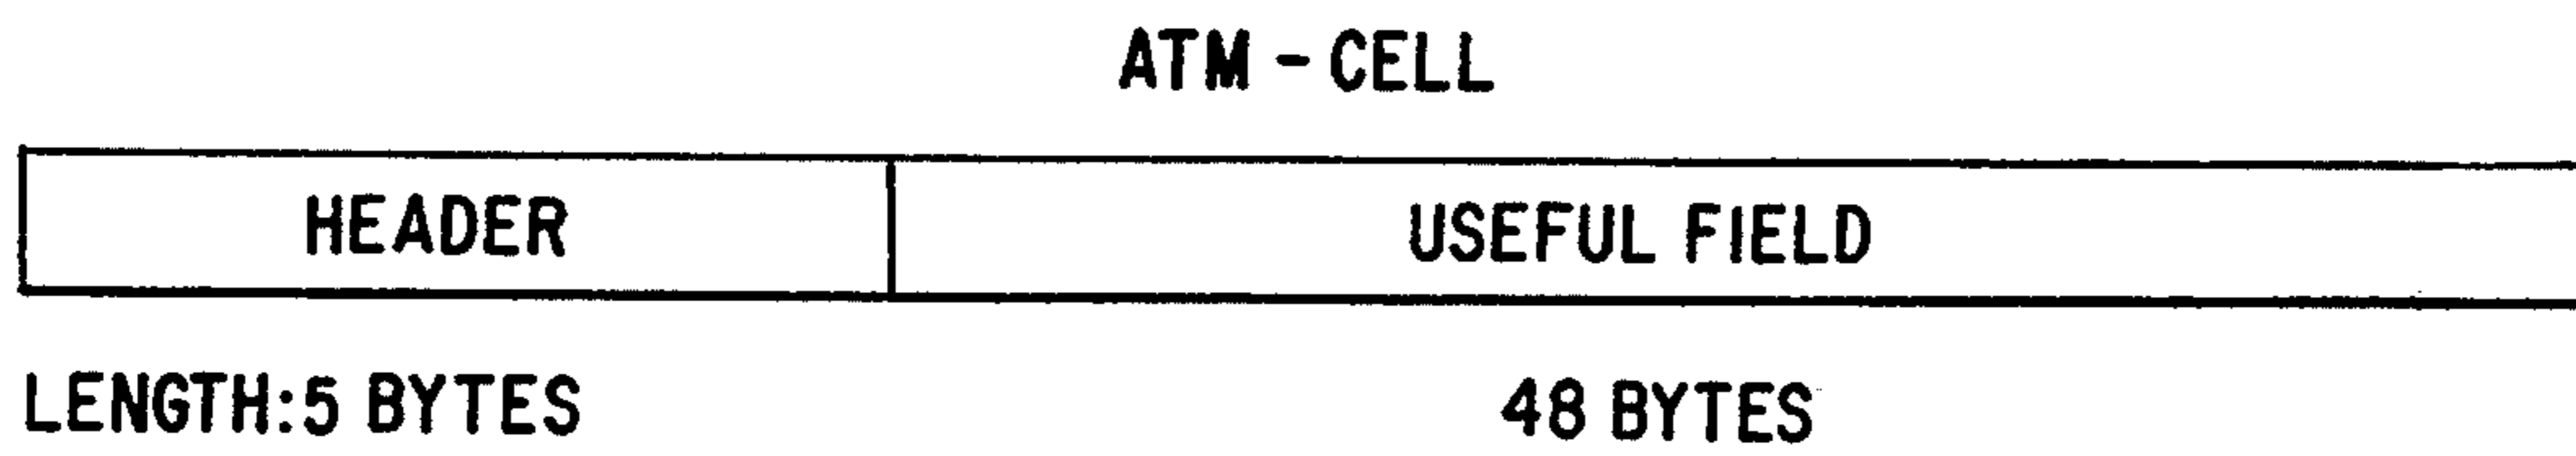 ATM - CELL
HEADER USEFUL FIELD
LENGTH:5 BYTES 48 BYTES